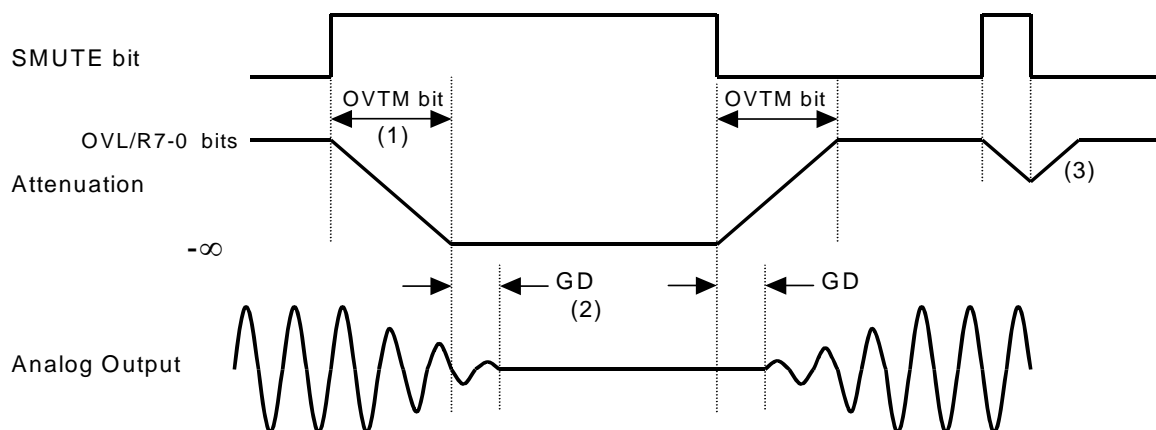 SMUTE bit
OVTM bit
OVTM bit
(1)
OVL/R7-0 bits
(3)
Attenuation
-∞
GD
GD
(2)
Analog Output